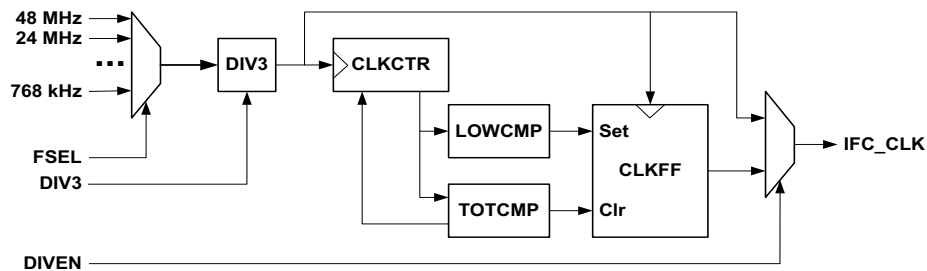 48 MHz
24 MHz
•••
768 kHz
FSEL
DIV3
DIVEN
DIV3
CLKCTR
LOWCMP
TOTCMP
Set
CLKFF
Clr
IFC_CLK